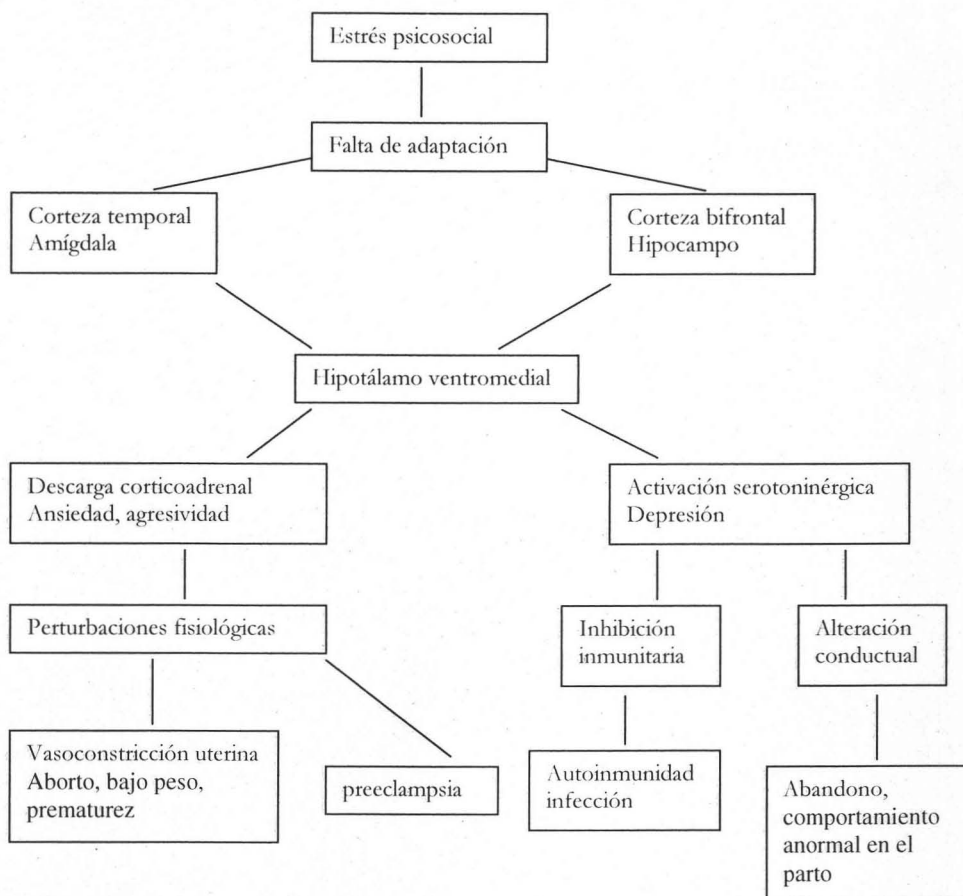 Estrés psicosocial
Falta de adaptación
Corteza temporal
Amígdala
Corteza bifrontal
Hipocampo
Hipotálamo ventromedial
Descarga corticoadrenal
Ansiedad, agresividad
Activación serotoninérgica
Depresión
Perturbaciones fisiológicas
Inhibición
inmunitaria
Alteración
conductual
Vasoconstricción uterina
Aborto, bajo peso,
prematurez
preeclampsia
Autoinmunidad
infección
Abandono,
comportamiento
anormal en el
parto